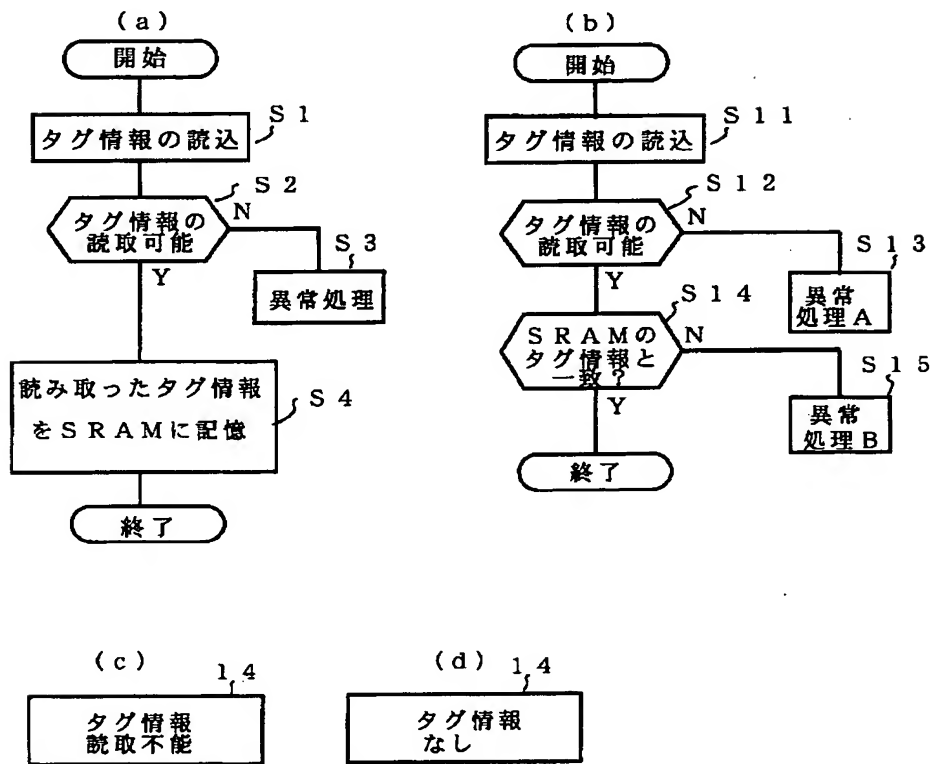 (a)
開始
タグ情報の読込
S1
タグ情報の
読取可能
S2
N
Y
異常処理
S3
読み取ったタグ情報
をSRAMに記憶
S4
終了
(b)
開始
タグ情報の読込
S11
タグ情報の
読取可能
S12
N
Y
異常
処理A
S13
SRAMの
タグ情報と
一致?
S14
N
Y
異常
処理B
S15
終了
(c)
14
タグ情報
読取不能
(d)
14
タグ情報
なし